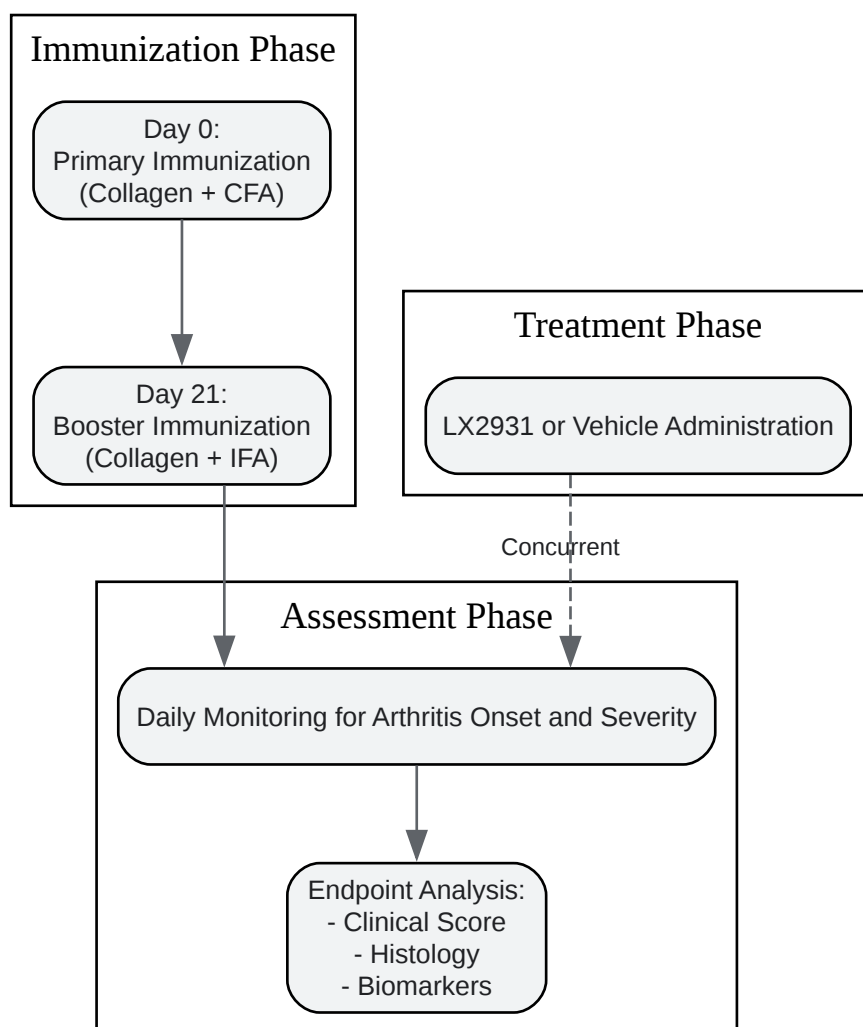 Immunization Phase
Day 0:
Primary Immunization
(Collagen + CFA)
Day 21:
Booster Immunization
(Collagen + IFA)
Treatment Phase
LX2931 or Vehicle Administration
Concurrent
Assessment Phase
Daily Monitoring for Arthritis Onset and Severity
Endpoint Analysis:
- Clinical Score
- Histology
- Biomarkers